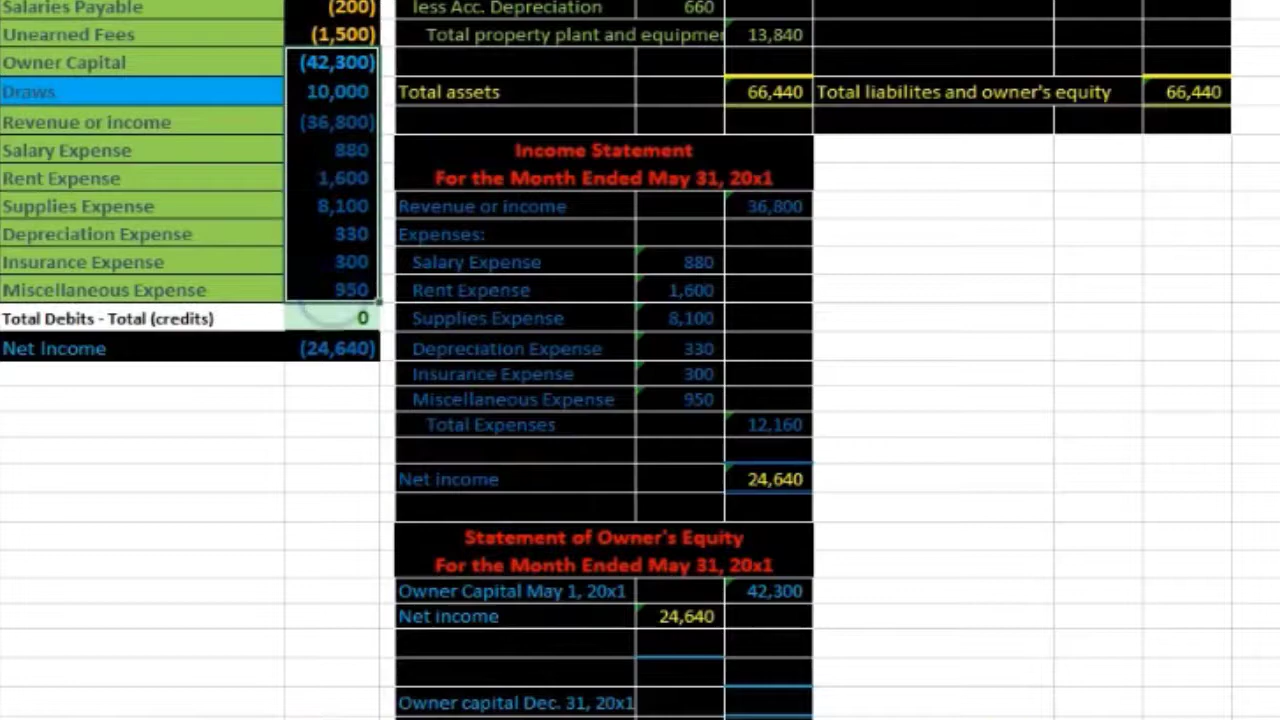 Salaries Payable (200)
Unearned Fees (1,500)
Owner Capital (42,300)
Draws 10,000
Revenue or income (36,800)
Salary Expense 880
Rent Expense 1,600
Supplies Expense 8,100
Depreciation Expense 330
Insurance Expense 300
Miscellaneous Expense 950
Total Debits - Total (credits) 0
Net Income (24,640)
less Acc. Depreciation 660
Total property plant and equipmer 13,840
Total assets 66,440 Total liabilites and owner's equity 66,440
Income Statement
For the Month Ended May 31, 20x1
Revenue or income 36,800
Expenses:
Salary Expense 880
Rent Expense 1,600
Supplies Expense 8,100
Depreciation Expense 330
Insurance Expense 300
Miscellaneous Expense 950
Total Expenses 12,160
Net income 24,640
Statement of Owner's Equity
For the Month Ended May 31, 20x1
Owner Capital May 1, 20x1 42,300
Net income 24,640
Owner capital Dec. 31, 20x1